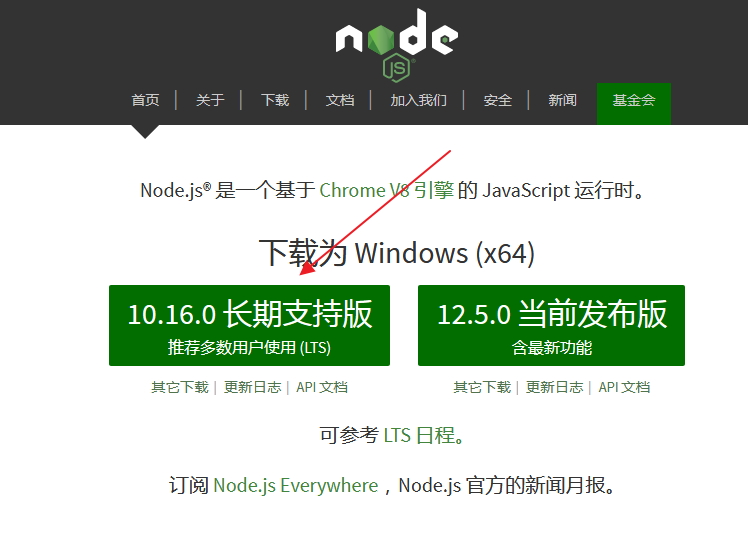 node
JS
首页 | 关于 | 下载 | 文档 | 加入我们 | 安全 | 新闻 基金会
Node.js® 是一个基于 Chrome V8 引擎 的 JavaScript 运行时。
下载为 Windows (x64)
10.16.0 长期支持版
推荐多数用户使用 (LTS)
12.5.0 当前发布版
含最新功能
其它下载 | 更新日志 | API 文档
其它下载 | 更新日志 | API 文档
可参考 LTS 日程。
订阅 Node.js Everywhere，Node.js 官方的新闻月报。